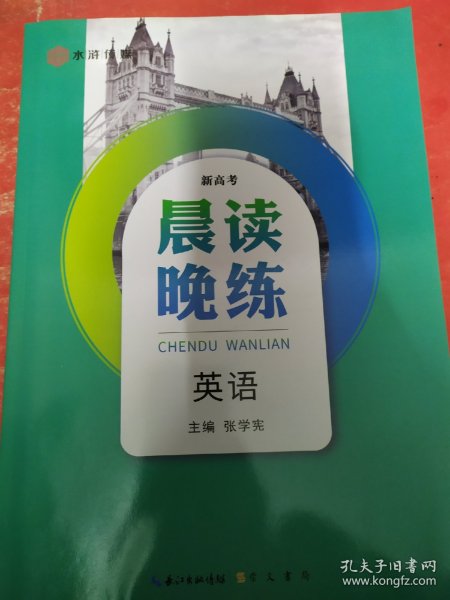 水浒传媒
新高考
晨读
晚练
CHENDU WANLIAN
英语
主编 张学宪
长江出版传媒 崇文书局
孔夫子旧书网
www.kongfz.com